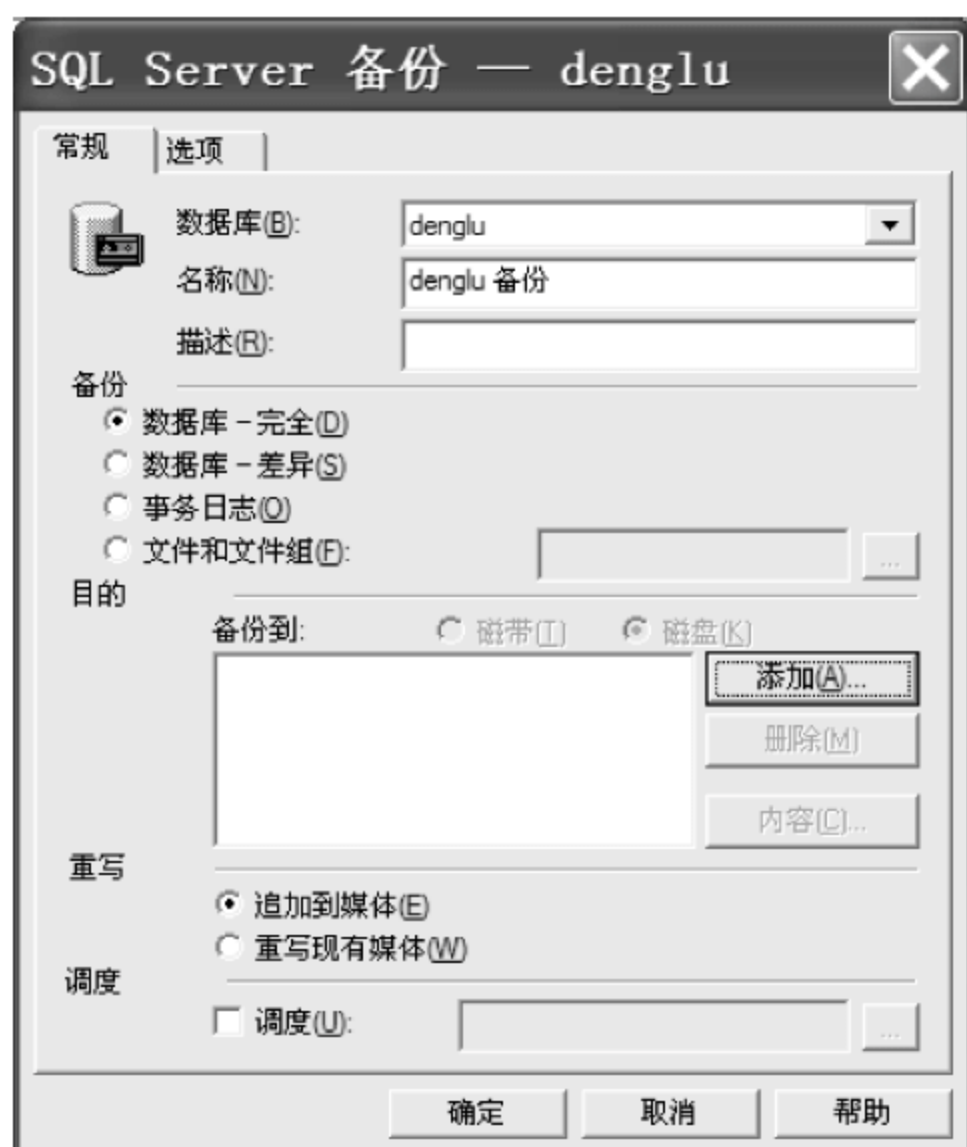 SQL Server 备份 — denglu
常规 选项
数据库(B): denglu
名称(N): denglu 备份
描述(R):
备份
数据库－完全(D)
数据库－差异(S)
事务日志(O)
文件和文件组(F): ...
目的
备份到: 磁带(T) 磁盘(K)
添加(A)...
删除(M)
内容(C)...
重写
追加到媒体(E)
重写现有媒体(W)
调度
调度(U): ...
确定 取消 帮助